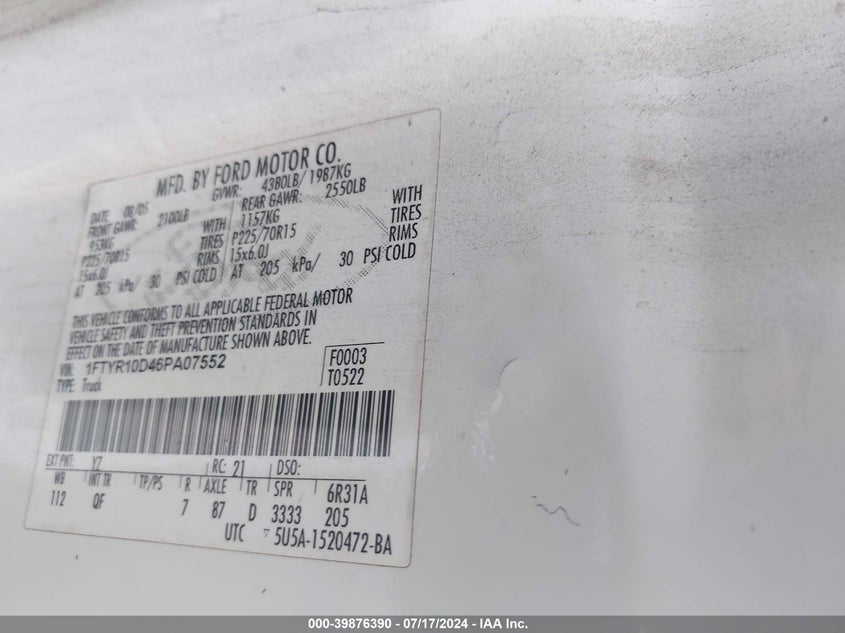 MFD. BY FORD MOTOR CO.
DATE: 08/05 GVWR: 4380LB/ 1987KG
FRONT GAWR: 2100LB REAR GAWR: 2550LB
953KG WITH 1157KG WITH
P225/70R15 TIRES P225/70R15 TIRES
15x6.0J RIMS 15x6.0J RIMS
AT 205 kPa/ 30 PSI COLD AT 205 kPa/ 30 PSI COLD
THIS VEHICLE CONFORMS TO ALL APPLICABLE FEDERAL MOTOR
VEHICLE SAFETY AND THEFT PREVENTION STANDARDS IN
EFFECT ON THE DATE OF MANUFACTURE SHOWN ABOVE.
VIN: 1FTYR10D46PA07552 F0003
TYPE: Truck T0522
EXT PNT: YZ RC: 21 DSO:
WB INT TR TP/PS R AXLE TR SPR 6R31A
112 QF 7 87 D 3333 205
UTC 5U5A-1520472-BA
000-39876390 - 07/17/2024 - IAA Inc.